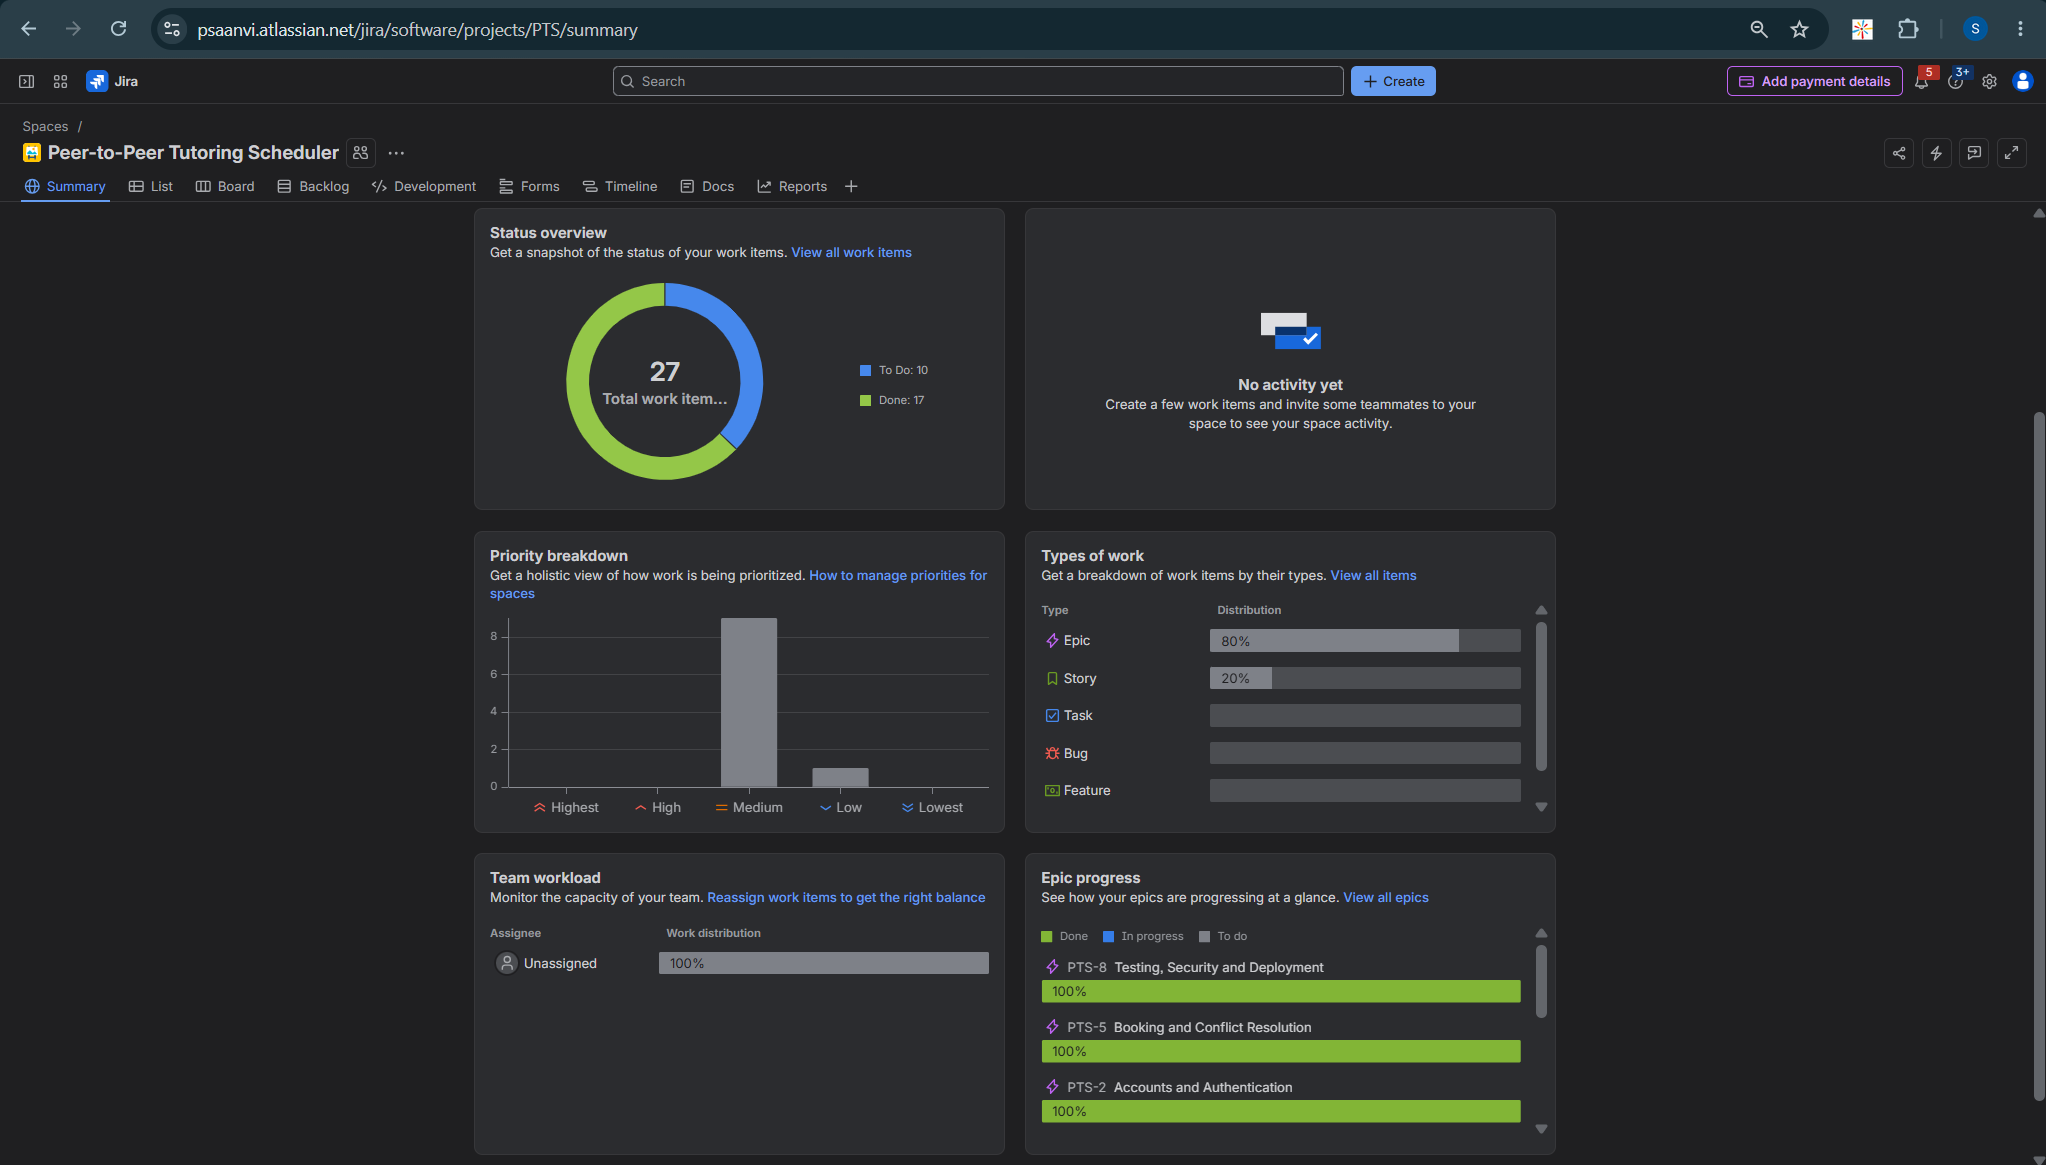 psaanvi.atlassian.net/jira/software/projects/PTS/summary
S
Jira
Search
Create
Add payment details
5
3+
Spaces /
Peer-to-Peer Tutoring Scheduler
Summary
List
Board
Backlog
Development
Forms
Timeline
Docs
Reports
Status overview
Get a snapshot of the status of your work items. View all work items
27
Total work item...
To Do: 10
Done: 17
No activity yet
Create a few work items and invite some teammates to your
space to see your space activity.
Priority breakdown
Get a holistic view of how work is being prioritized. How to manage priorities for
spaces
8
6
4
2
0
Highest
High
Medium
Low
Lowest
Types of work
Get a breakdown of work items by their types. View all items
Type
Distribution
Epic
80%
Story
20%
Task
Bug
Feature
Team workload
Monitor the capacity of your team. Reassign work items to get the right balance
Assignee
Work distribution
Unassigned
100%
Epic progress
See how your epics are progressing at a glance. View all epics
Done
In progress
To do
PTS-8 Testing, Security and Deployment
100%
PTS-5 Booking and Conflict Resolution
100%
PTS-2 Accounts and Authentication
100%